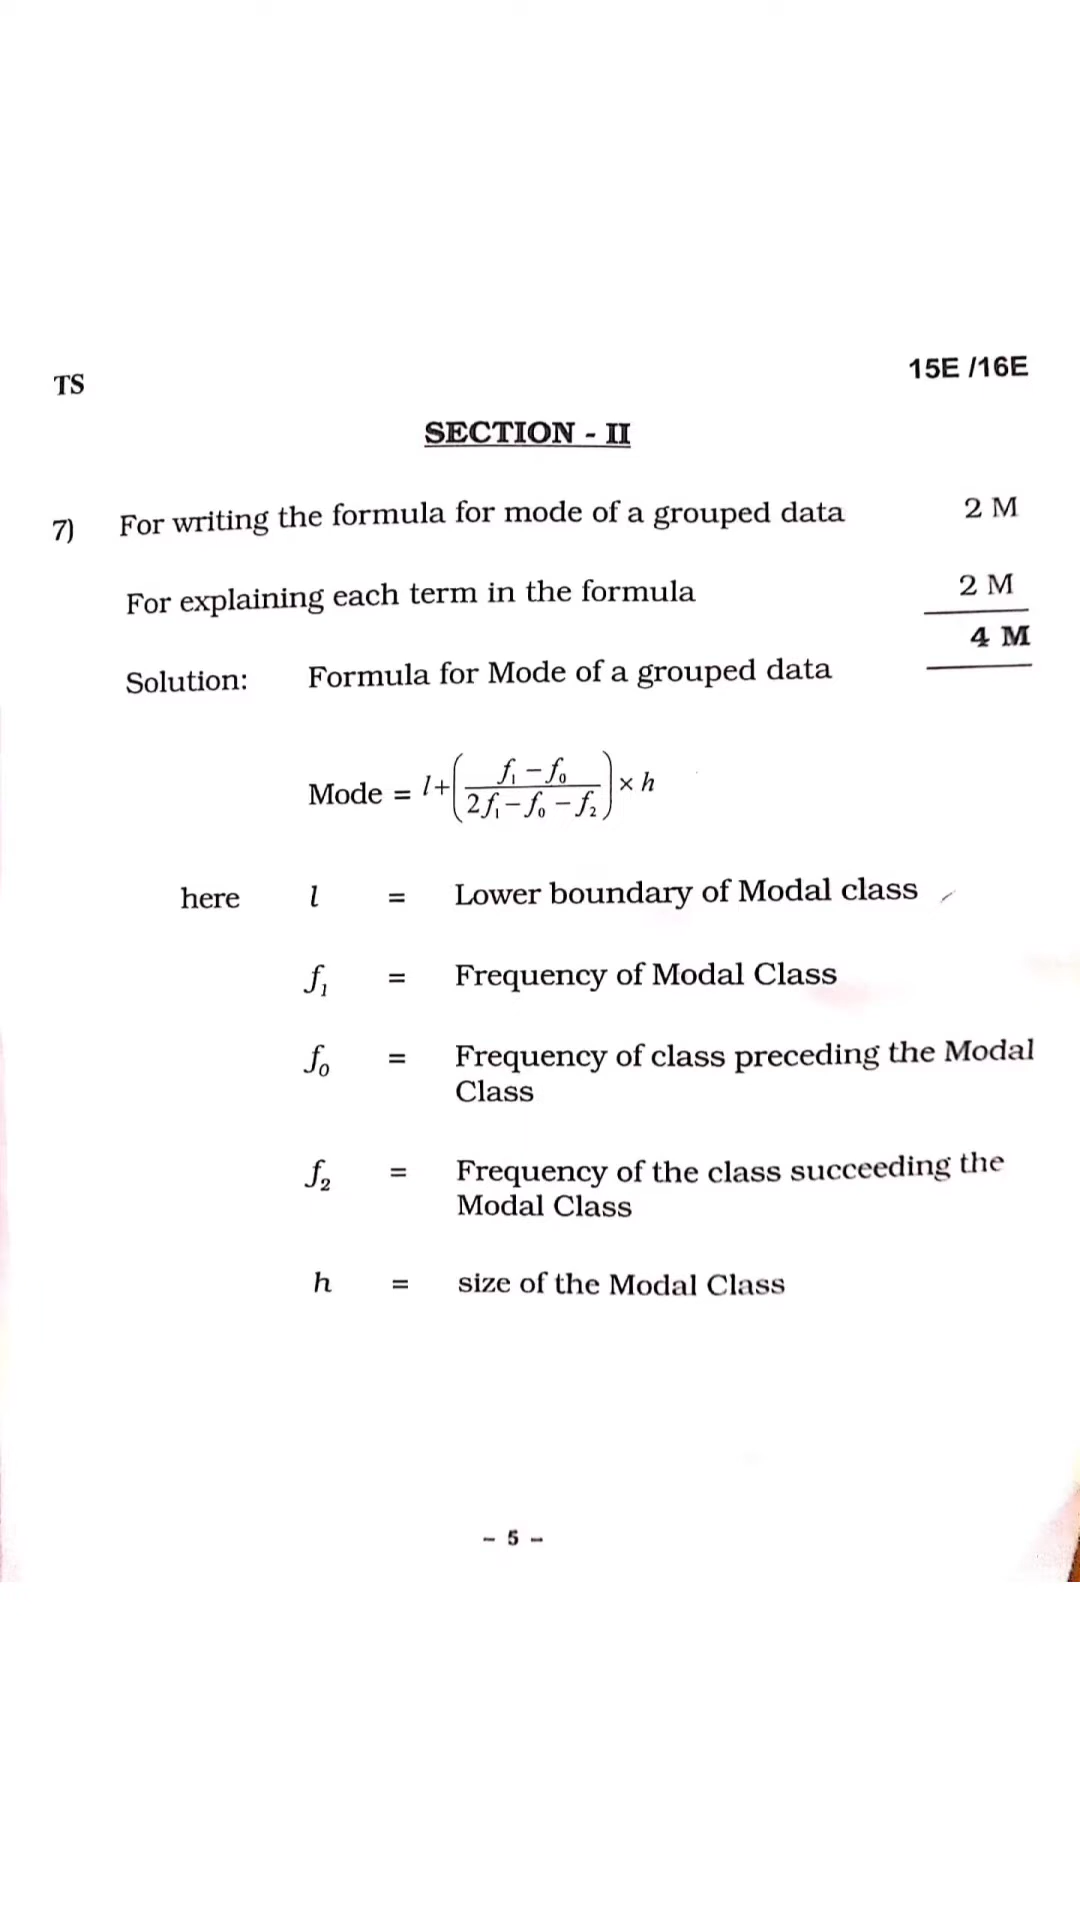 TS 15E /16E
SECTION - II
7) For writing the formula for mode of a grouped data 2 M
For explaining each term in the formula 2 M
4 M
Solution: Formula for Mode of a grouped data
Mode = l+(f₁ − f₀ / 2f₁ − f₀ − f₂) × h
here l = Lower boundary of Modal class
f₁ = Frequency of Modal Class
f₀ = Frequency of class preceding the Modal
Class
f₂ = Frequency of the class succeeding the
Modal Class
h = size of the Modal Class
- 5 -